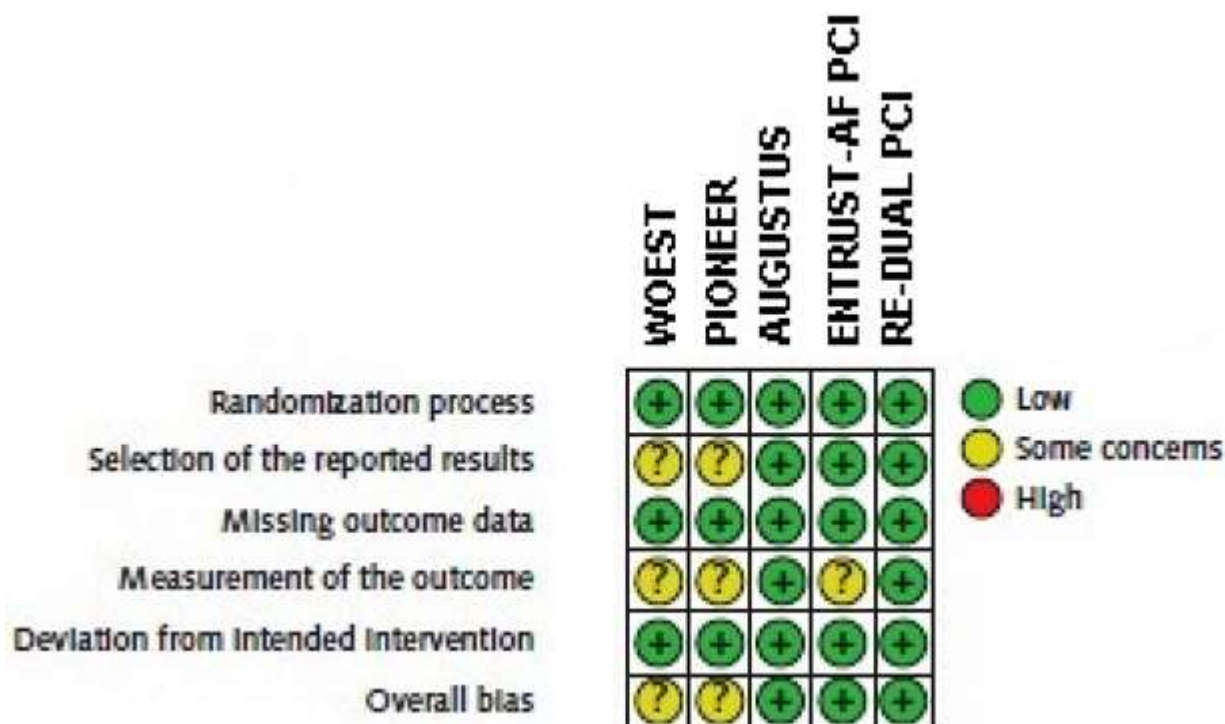 WOEST
PIONEER
AUGUSTUS
ENTRUST-AF PCI
RE-DUAL PCI
Randomization process
+ + + + +
Selection of the reported results
? ? + + +
Missing outcome data
+ + + + +
Measurement of the outcome
? ? + ? +
Deviation from intended intervention
+ + + + +
Overall bias
? ? + + +
Low
Some concerns
High